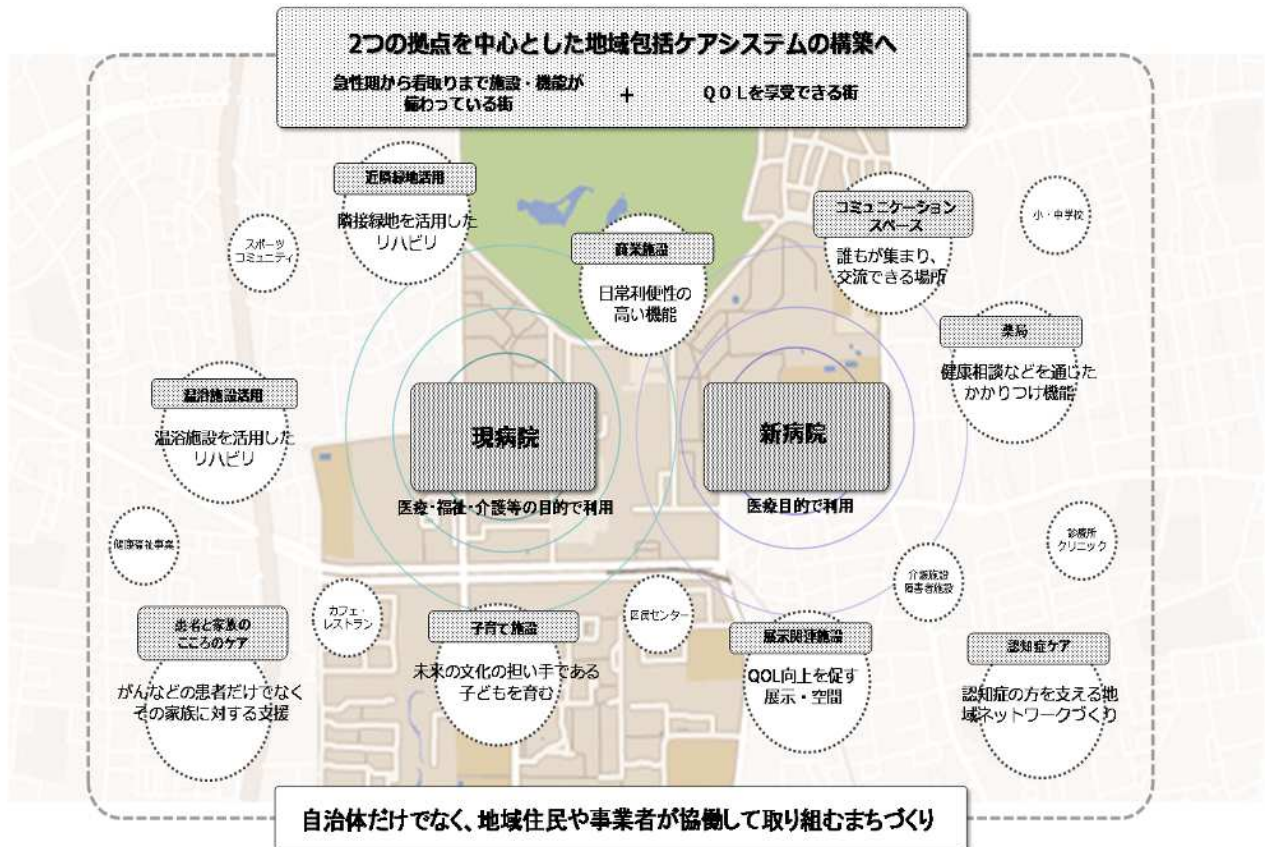 2つの拠点を中心とした地域包括ケアシステムの構築へ
急性期から看取りまで施設・機能が
備わっている街
+
QOLを享受できる街
近隣緑地活用
隣接緑地を活用した
リハビリ
スポーツ
コミュニティ
商業施設
日常利便性の
高い機能
コミュニケーション
スペース
誰もが集まり、
交流できる場所
小・中学校
薬局
健康相談などを通じた
かかりつけ機能
温浴施設活用
温浴施設を活用した
リハビリ
現病院
医療・福祉・介護等の目的で利用
新病院
医療目的で利用
健康福祉事業
診療所
クリニック
介護施設
障害者施設
カフェ・
レストラン
区民センター
患者と家族の
こころのケア
がんなどの患者だけでなく
その家族に対する支援
子育て施設
未来の文化の担い手である
子どもを育む
展示関連施設
QOL向上を促す
展示・空間
認知症ケア
認知症の方を支える地
域ネットワークづくり
自治体だけでなく、地域住民や事業者が協働して取り組むまちづくり